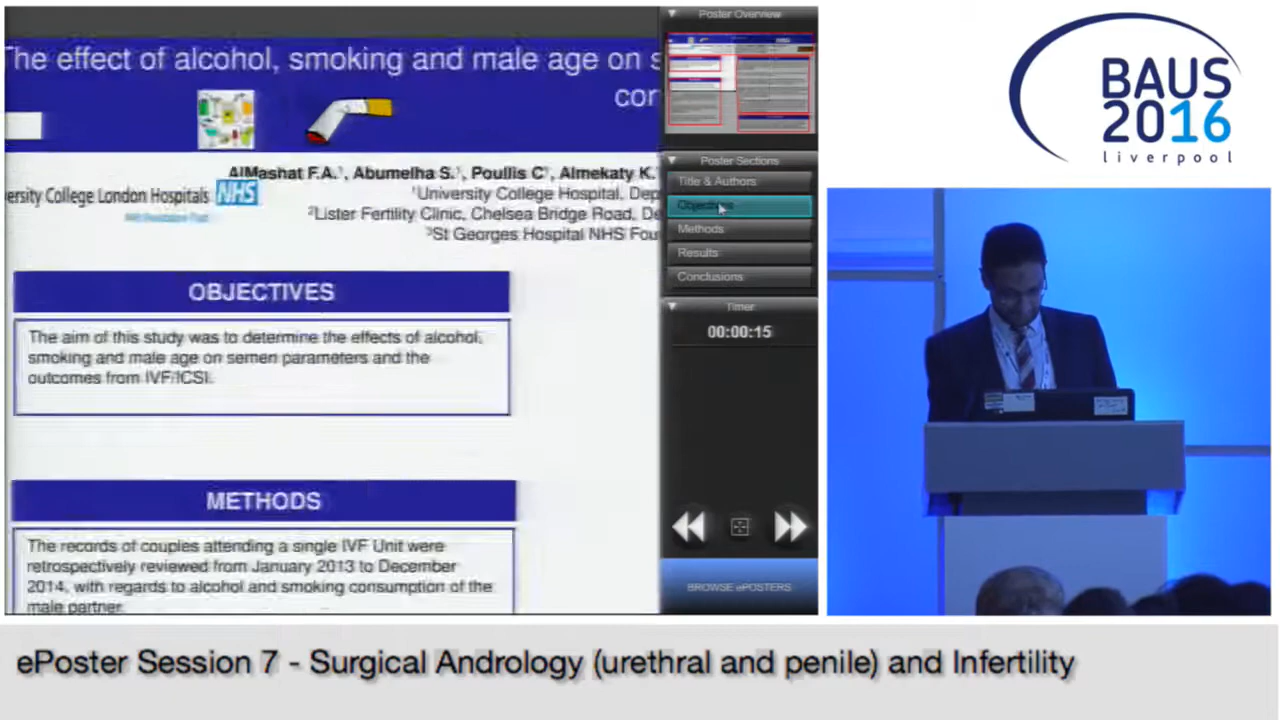 The effect of alcohol, smoking and male age on s
cor
AlMashat F.A.¹, Abumelha S.¹, Poullis C¹, Almekaty K.
¹University College Hospital, Dep
²Lister Fertility Clinic, Chelsea Bridge Road, De
³St Georges Hospital NHS Fou
ersity College London Hospitals NHS
OBJECTIVES
The aim of this study was to determine the effects of alcohol,
smoking and male age on semen parameters and the
outcomes from IVF/ICSI.
METHODS
The records of couples attending a single IVF Unit were
retrospectively reviewed from January 2013 to December
2014, with regards to alcohol and smoking consumption of the
male partner.
Poster Overview
Poster Sections
Title & Authors
Objectives
Methods
Results
Conclusions
Timer
00:00:15
BROWSE ePOSTERS
BAUS
2016
liverpool
ePoster Session 7 - Surgical Andrology (urethral and penile) and Infertility